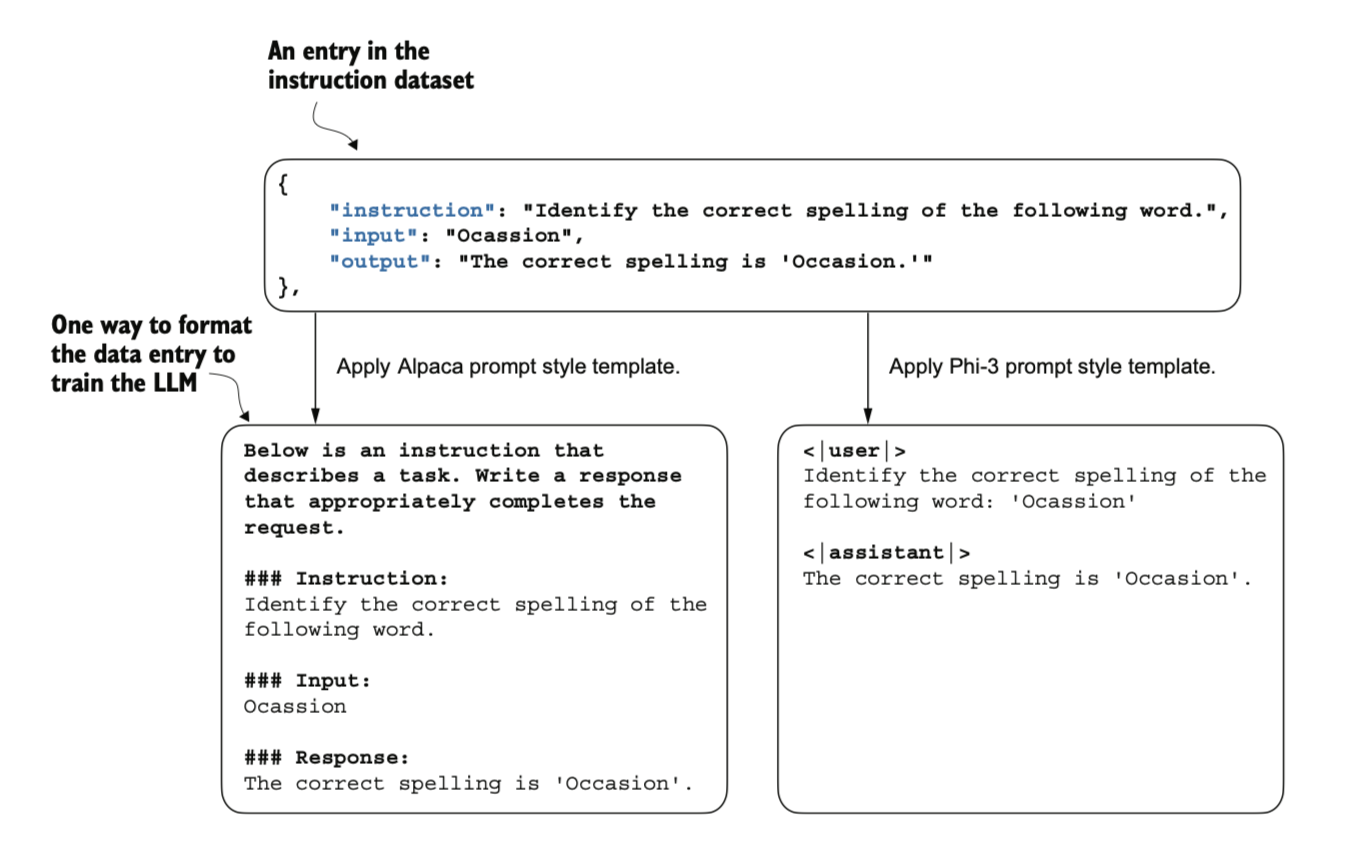 An entry in the
instruction dataset
{
"instruction": "Identify the correct spelling of the following word.",
"input": "Ocassion",
"output": "The correct spelling is 'Occasion.'"
},
One way to format
the data entry to
train the LLM
Apply Alpaca prompt style template.
Apply Phi-3 prompt style template.
Below is an instruction that
describes a task. Write a response
that appropriately completes the
request.
### Instruction:
Identify the correct spelling of the
following word.
### Input:
Ocassion
### Response:
The correct spelling is 'Occasion'.
<|user|>
Identify the correct spelling of the
following word: 'Ocassion'
<|assistant|>
The correct spelling is 'Occasion'.